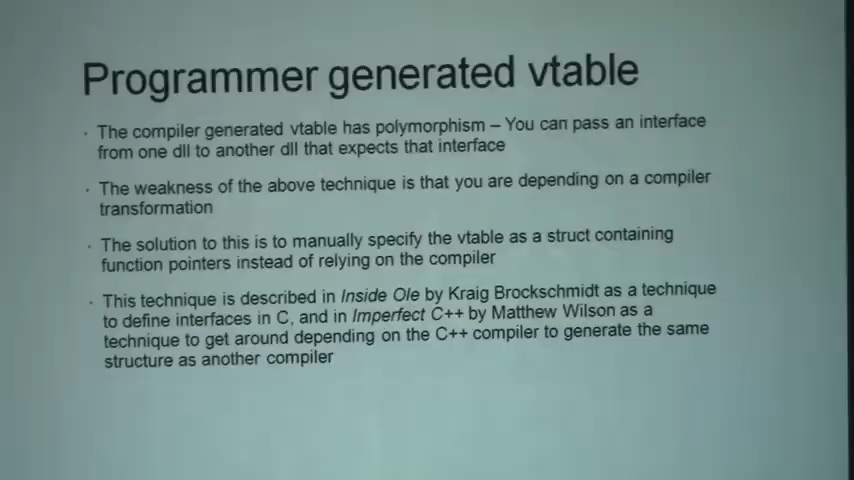 Programmer generated vtable
· The compiler generated vtable has polymorphism – You can pass an interface
from one dll to another dll that expects that interface
· The weakness of the above technique is that you are depending on a compiler
transformation
· The solution to this is to manually specify the vtable as a struct containing
function pointers instead of relying on the compiler
· This technique is described in Inside Ole by Kraig Brockschmidt as a technique
to define interfaces in C, and in Imperfect C++ by Matthew Wilson as a
technique to get around depending on the C++ compiler to generate the same
structure as another compiler